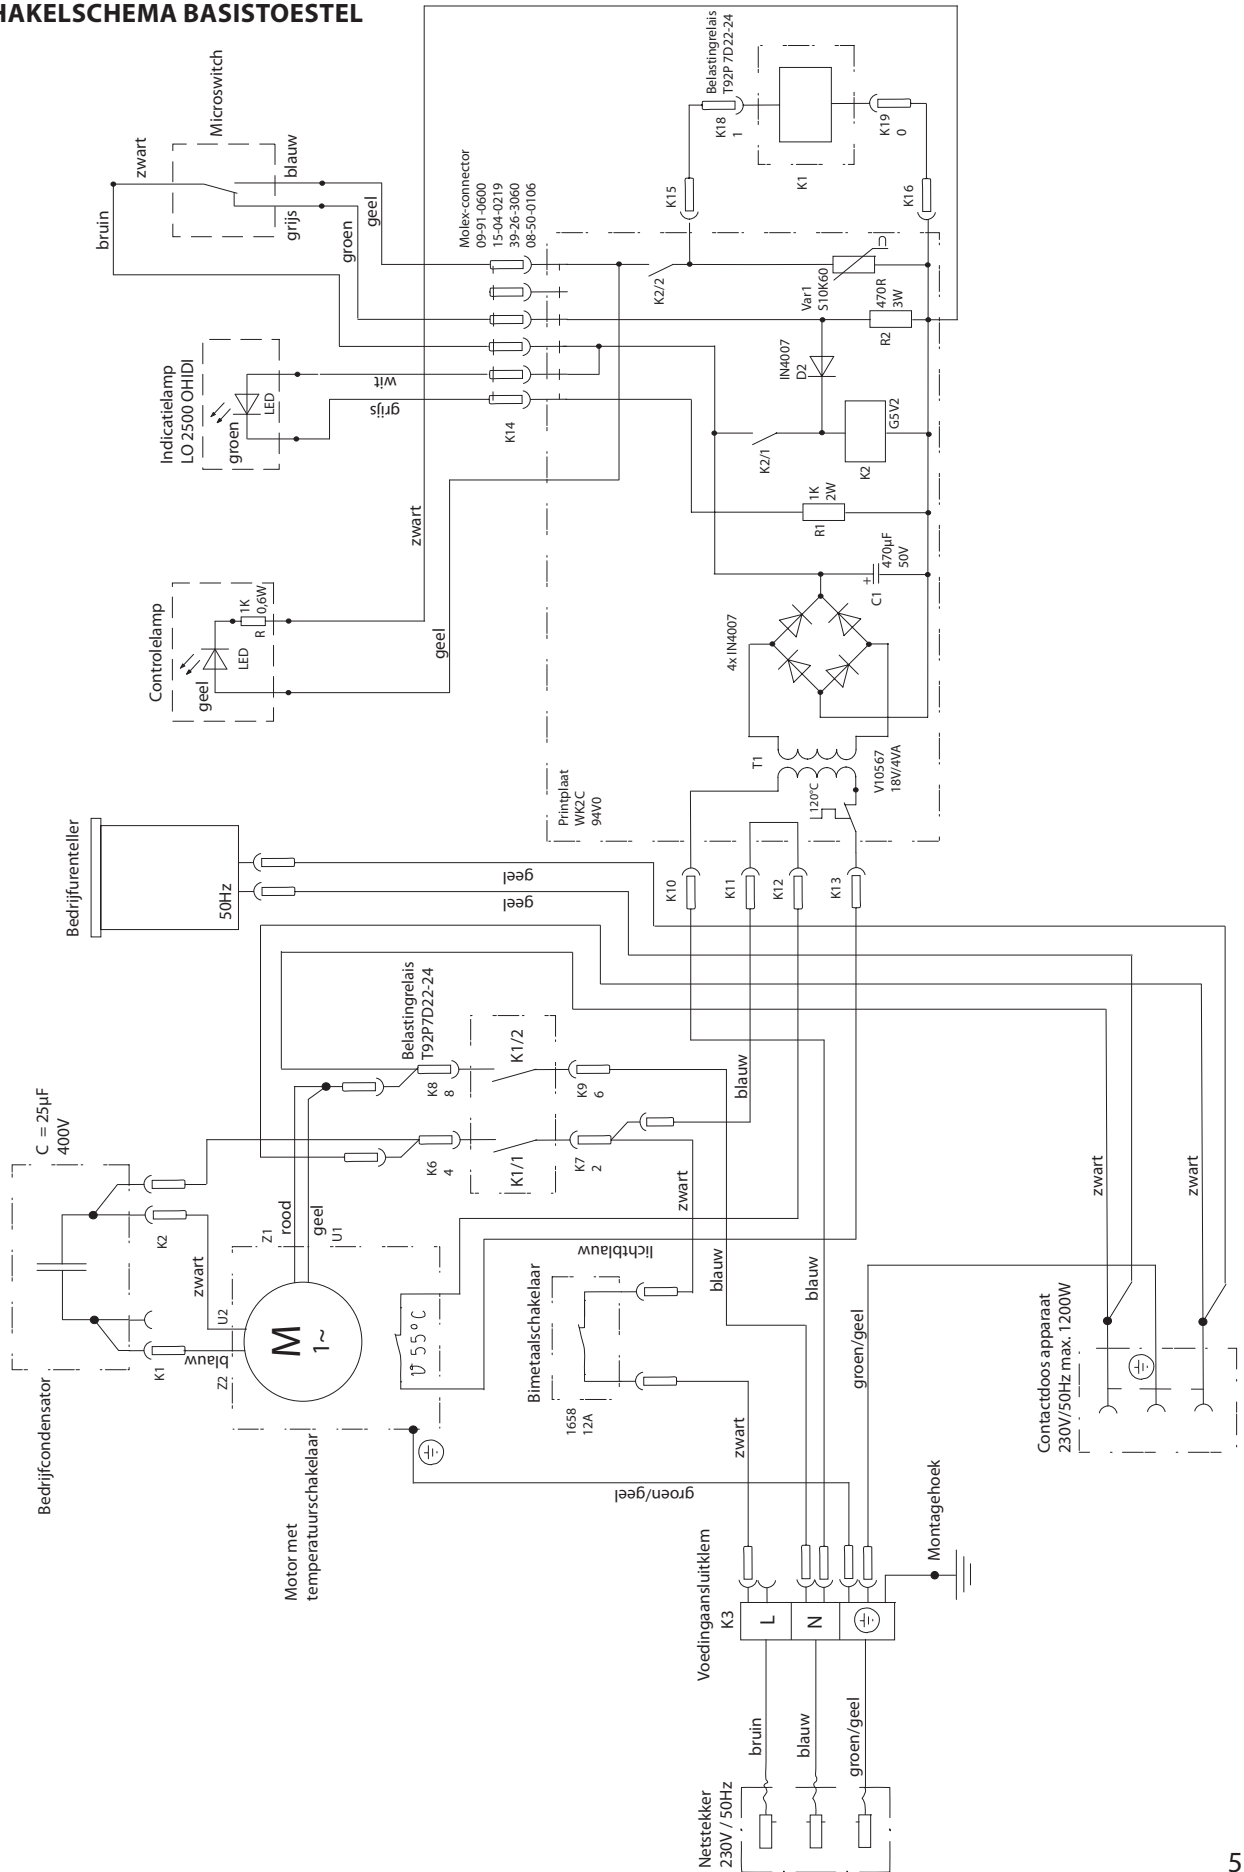 HAKELSCHEMA BASISTOESTEL
Microswitch
zwart
bruin
blauw
grijs
groen
geel
Molex-connector
09-91-0600
15-04-0219
39-26-3060
08-50-0106
Belastingrelais
T92P 7D22-24
K18
1
K19
0
K1
K15
K16
K2/2
Var1
S10K60
U
470R
3W
R2
IN4007
D2
G5V2
K2
K2/1
1K
2W
R1
470µF
50V
+
C1
4x IN4007
T1
V10567
18V/4VA
120°C
Printplaat
WK2C
94V0
Indicatielamp
LO 2500 OHIDI
LED
groen
wit
grijs
K14
zwart
geel
Controlelamp
1K
0,6W
R
LED
geel
Bedrijfurenteller
50Hz
geel
geel
K10
K11
K12
K13
Belastingrelais
T92P7D22-24
K8
8
K1/2
K9
6
K6
4
K1/1
K7
2
blauw
C = 25µF
400V
K2
zwart
K1
blauw
Bedrijfcondensator
Z1
rood
geel
U1
U2
Z2
M
1~
ϑ 55°C
Motor met
temperatuurschakelaar
lichtblauw
zwart
blauw
blauw
Bimetaalschakelaar
1658
12A
zwart
groen/geel
groen/geel
zwart
zwart
Contactdoos apparaat
230V/50Hz max. 1200W
Voedingaansluitklem
K3
L
N
Montagehoek
bruin
blauw
groen/geel
Netstekker
230V / 50Hz
5